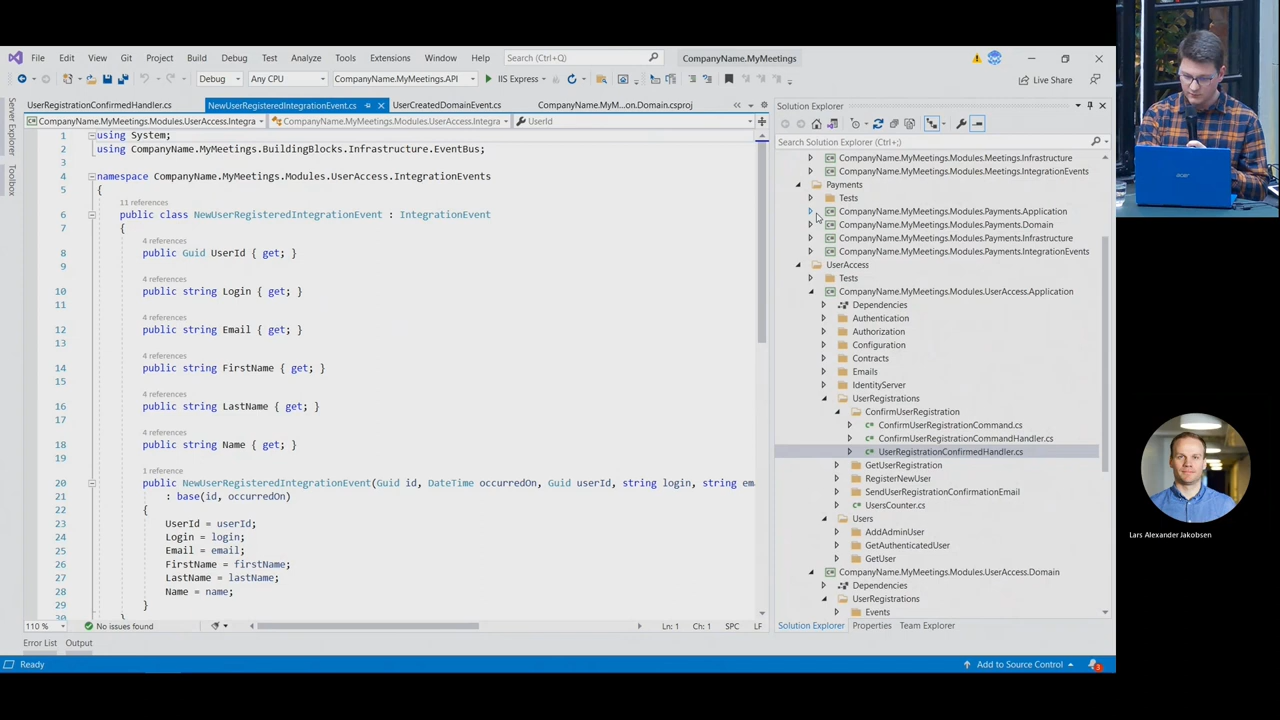 File Edit View Git Project Build Debug Test Analyze Tools Extensions Window Help Search (Ctrl+Q) CompanyName.MyMeetings
Debug Any CPU CompanyName.MyMeetings.API IIS Express Live Share
Server Explorer
Toolbox
UserRegistrationConfirmedHandler.cs NewUserRegisteredIntegrationEvent.cs UserCreatedDomainEvent.cs CompanyName.MyM...on.Domain.csproj
CompanyName.MyMeetings.Modules.UserAccess.Integra CompanyName.MyMeetings.Modules.UserAccess.Integra UserId
1 using System;
2 using CompanyName.MyMeetings.BuildingBlocks.Infrastructure.EventBus;
3
4 namespace CompanyName.MyMeetings.Modules.UserAccess.IntegrationEvents
5 {
11 references
6 public class NewUserRegisteredIntegrationEvent : IntegrationEvent
7 {
4 references
8 public Guid UserId { get; }
9
4 references
10 public string Login { get; }
11
4 references
12 public string Email { get; }
13
4 references
14 public string FirstName { get; }
15
4 references
16 public string LastName { get; }
17
4 references
18 public string Name { get; }
19
1 reference
20 public NewUserRegisteredIntegrationEvent(Guid id, DateTime occurredOn, Guid userId, string login, string em
21 : base(id, occurredOn)
22 {
23 UserId = userId;
24 Login = login;
25 Email = email;
26 FirstName = firstName;
27 LastName = lastName;
28 Name = name;
29 }
30 }
110 % No issues found Ln: 1 Ch: 1 SPC LF
Solution Explorer
Search Solution Explorer (Ctrl+;)
CompanyName.MyMeetings.Modules.Meetings.Infrastructure
CompanyName.MyMeetings.Modules.Meetings.IntegrationEvents
Payments
Tests
CompanyName.MyMeetings.Modules.Payments.Application
CompanyName.MyMeetings.Modules.Payments.Domain
CompanyName.MyMeetings.Modules.Payments.Infrastructure
CompanyName.MyMeetings.Modules.Payments.IntegrationEvents
UserAccess
Tests
CompanyName.MyMeetings.Modules.UserAccess.Application
Dependencies
Authentication
Authorization
Configuration
Contracts
Emails
IdentityServer
UserRegistrations
ConfirmUserRegistration
ConfirmUserRegistrationCommand.cs
ConfirmUserRegistrationCommandHandler.cs
UserRegistrationConfirmedHandler.cs
GetUserRegistration
RegisterNewUser
SendUserRegistrationConfirmationEmail
UsersCounter.cs
Users
AddAdminUser
GetAuthenticatedUser
GetUser
CompanyName.MyMeetings.Modules.UserAccess.Domain
Dependencies
UserRegistrations
Events
Solution Explorer Properties Team Explorer
Error List Output
Ready Add to Source Control 3
acer
Lars Alexander Jakobsen